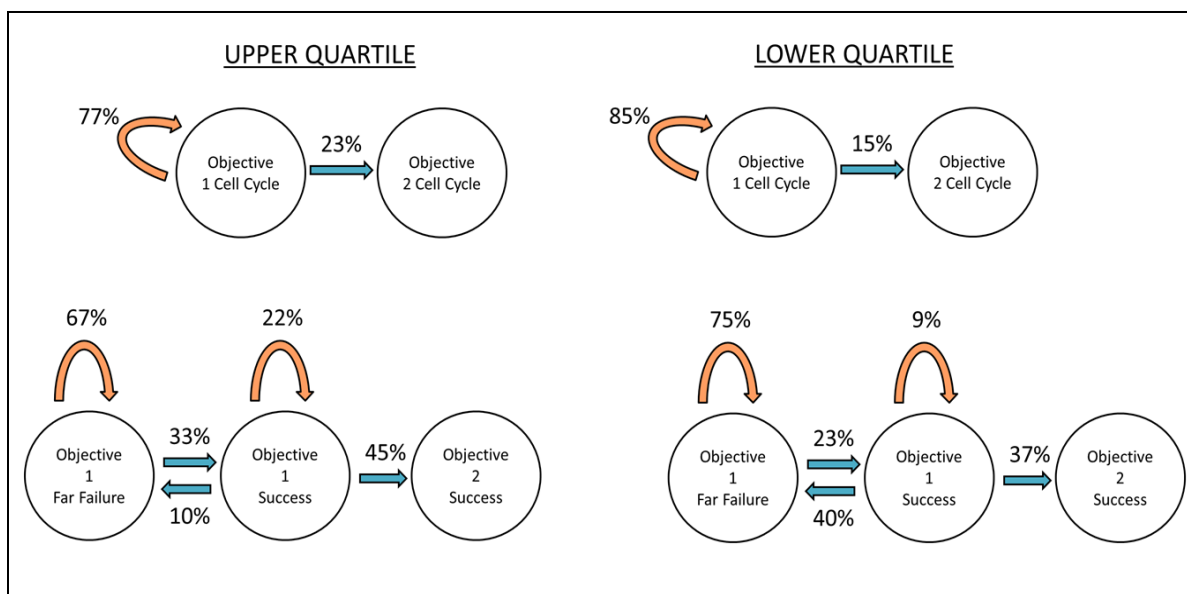 UPPER QUARTILE
77%
23%
Objective
1 Cell Cycle
Objective
2 Cell Cycle
67%
22%
Objective
1
Far Failure
33%
10%
Objective
1
Success
45%
Objective
2
Success
LOWER QUARTILE
85%
15%
Objective
1 Cell Cycle
Objective
2 Cell Cycle
75%
9%
Objective
1
Far Failure
23%
40%
Objective
1
Success
37%
Objective
2
Success